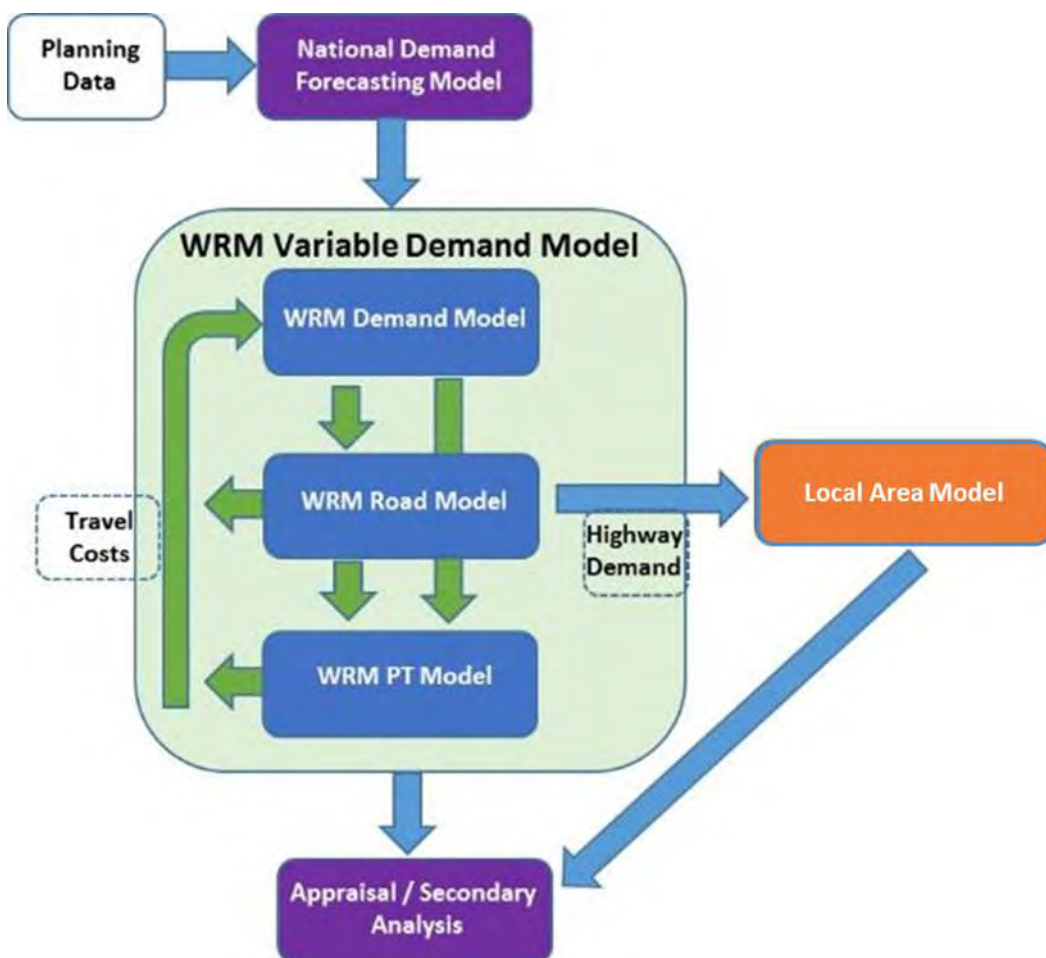 Planning
Data
National Demand
Forecasting Model
WRM Variable Demand Model
WRM Demand Model
WRM Road Model
Travel
Costs
Highway
Demand
Local Area Model
WRM PT Model
Appraisal / Secondary
Analysis